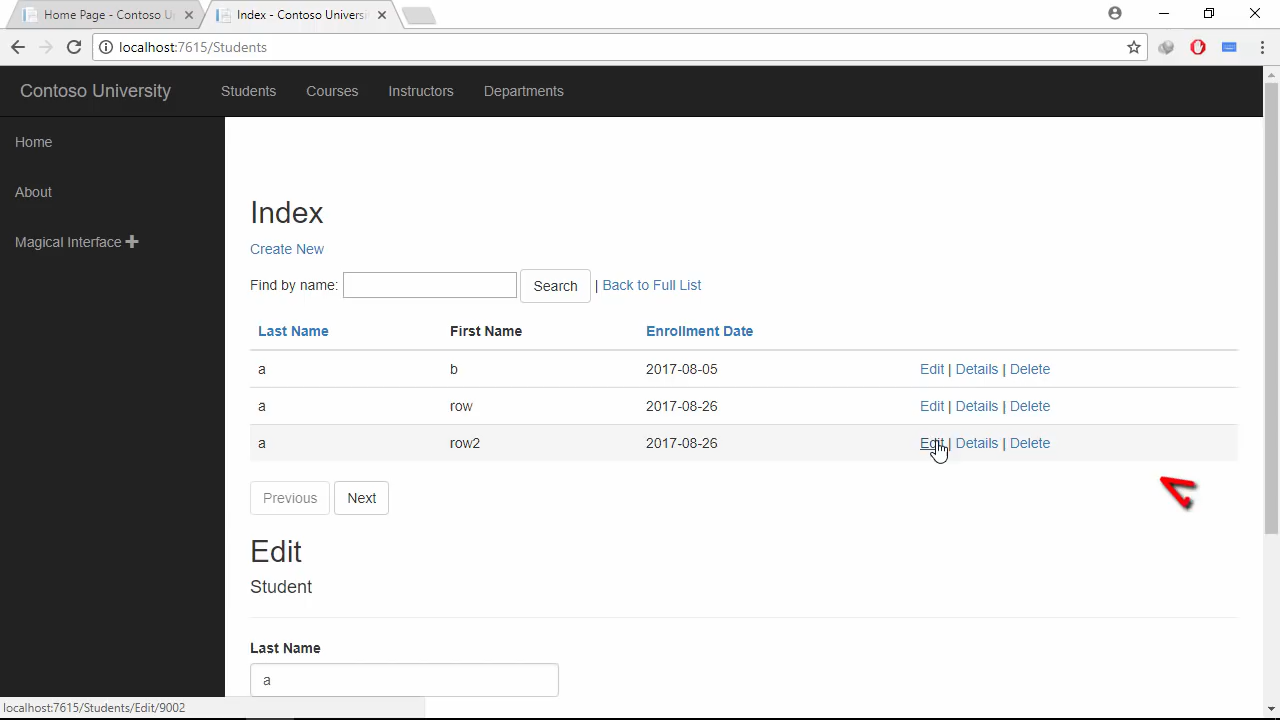 Home Page - Contoso U
Index - Contoso Universi
localhost:7615/Students
Contoso University Students Courses Instructors Departments
Home
About
Magical Interface
Index
Create New
Find by name: Search | Back to Full List
Last Name First Name Enrollment Date
a b 2017-08-05 Edit | Details | Delete
a row 2017-08-26 Edit | Details | Delete
a row2 2017-08-26 Edit | Details | Delete
Previous Next
Edit
Student
Last Name
a
localhost:7615/Students/Edit/9002